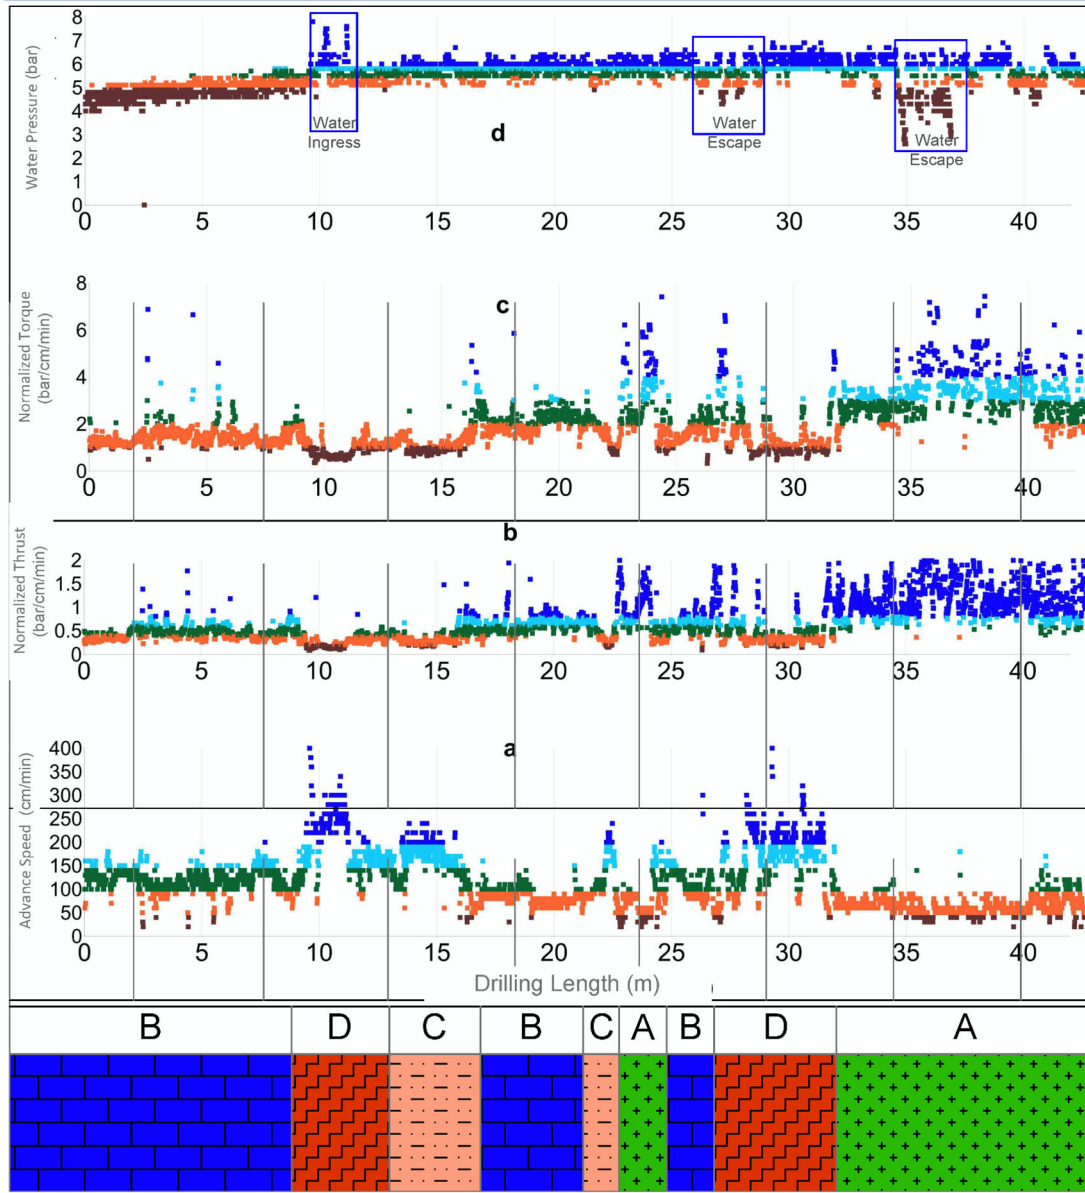 8
7
6
5
4
3
2
1
0
Water Pressure (bar)
Water
Ingress
d
Water
Escape
Water
Escape
0 5 10 15 20 25 30 35 40
8
6
4
2
0
Normalized Torque
(bar/cm/min)
c
0 5 10 15 20 25 30 35 40
b
2
1.5
1
0.5
0
Normalized Thrust
(bar/cm/min)
0 5 10 15 20 25 30 35 40
a
400
350
300
250
200
150
100
50
0
Advance Speed (cm/min)
0 5 10 15 20 25 30 35 40
Drilling Length (m)
B D C B C A B D A